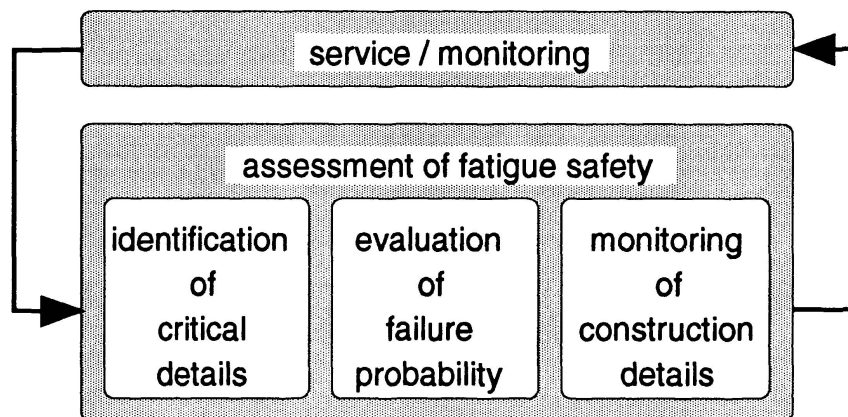 service / monitoring
assessment of fatigue safety
identification
of
critical
details
evaluation
of
failure
probability
monitoring
of
construction
details